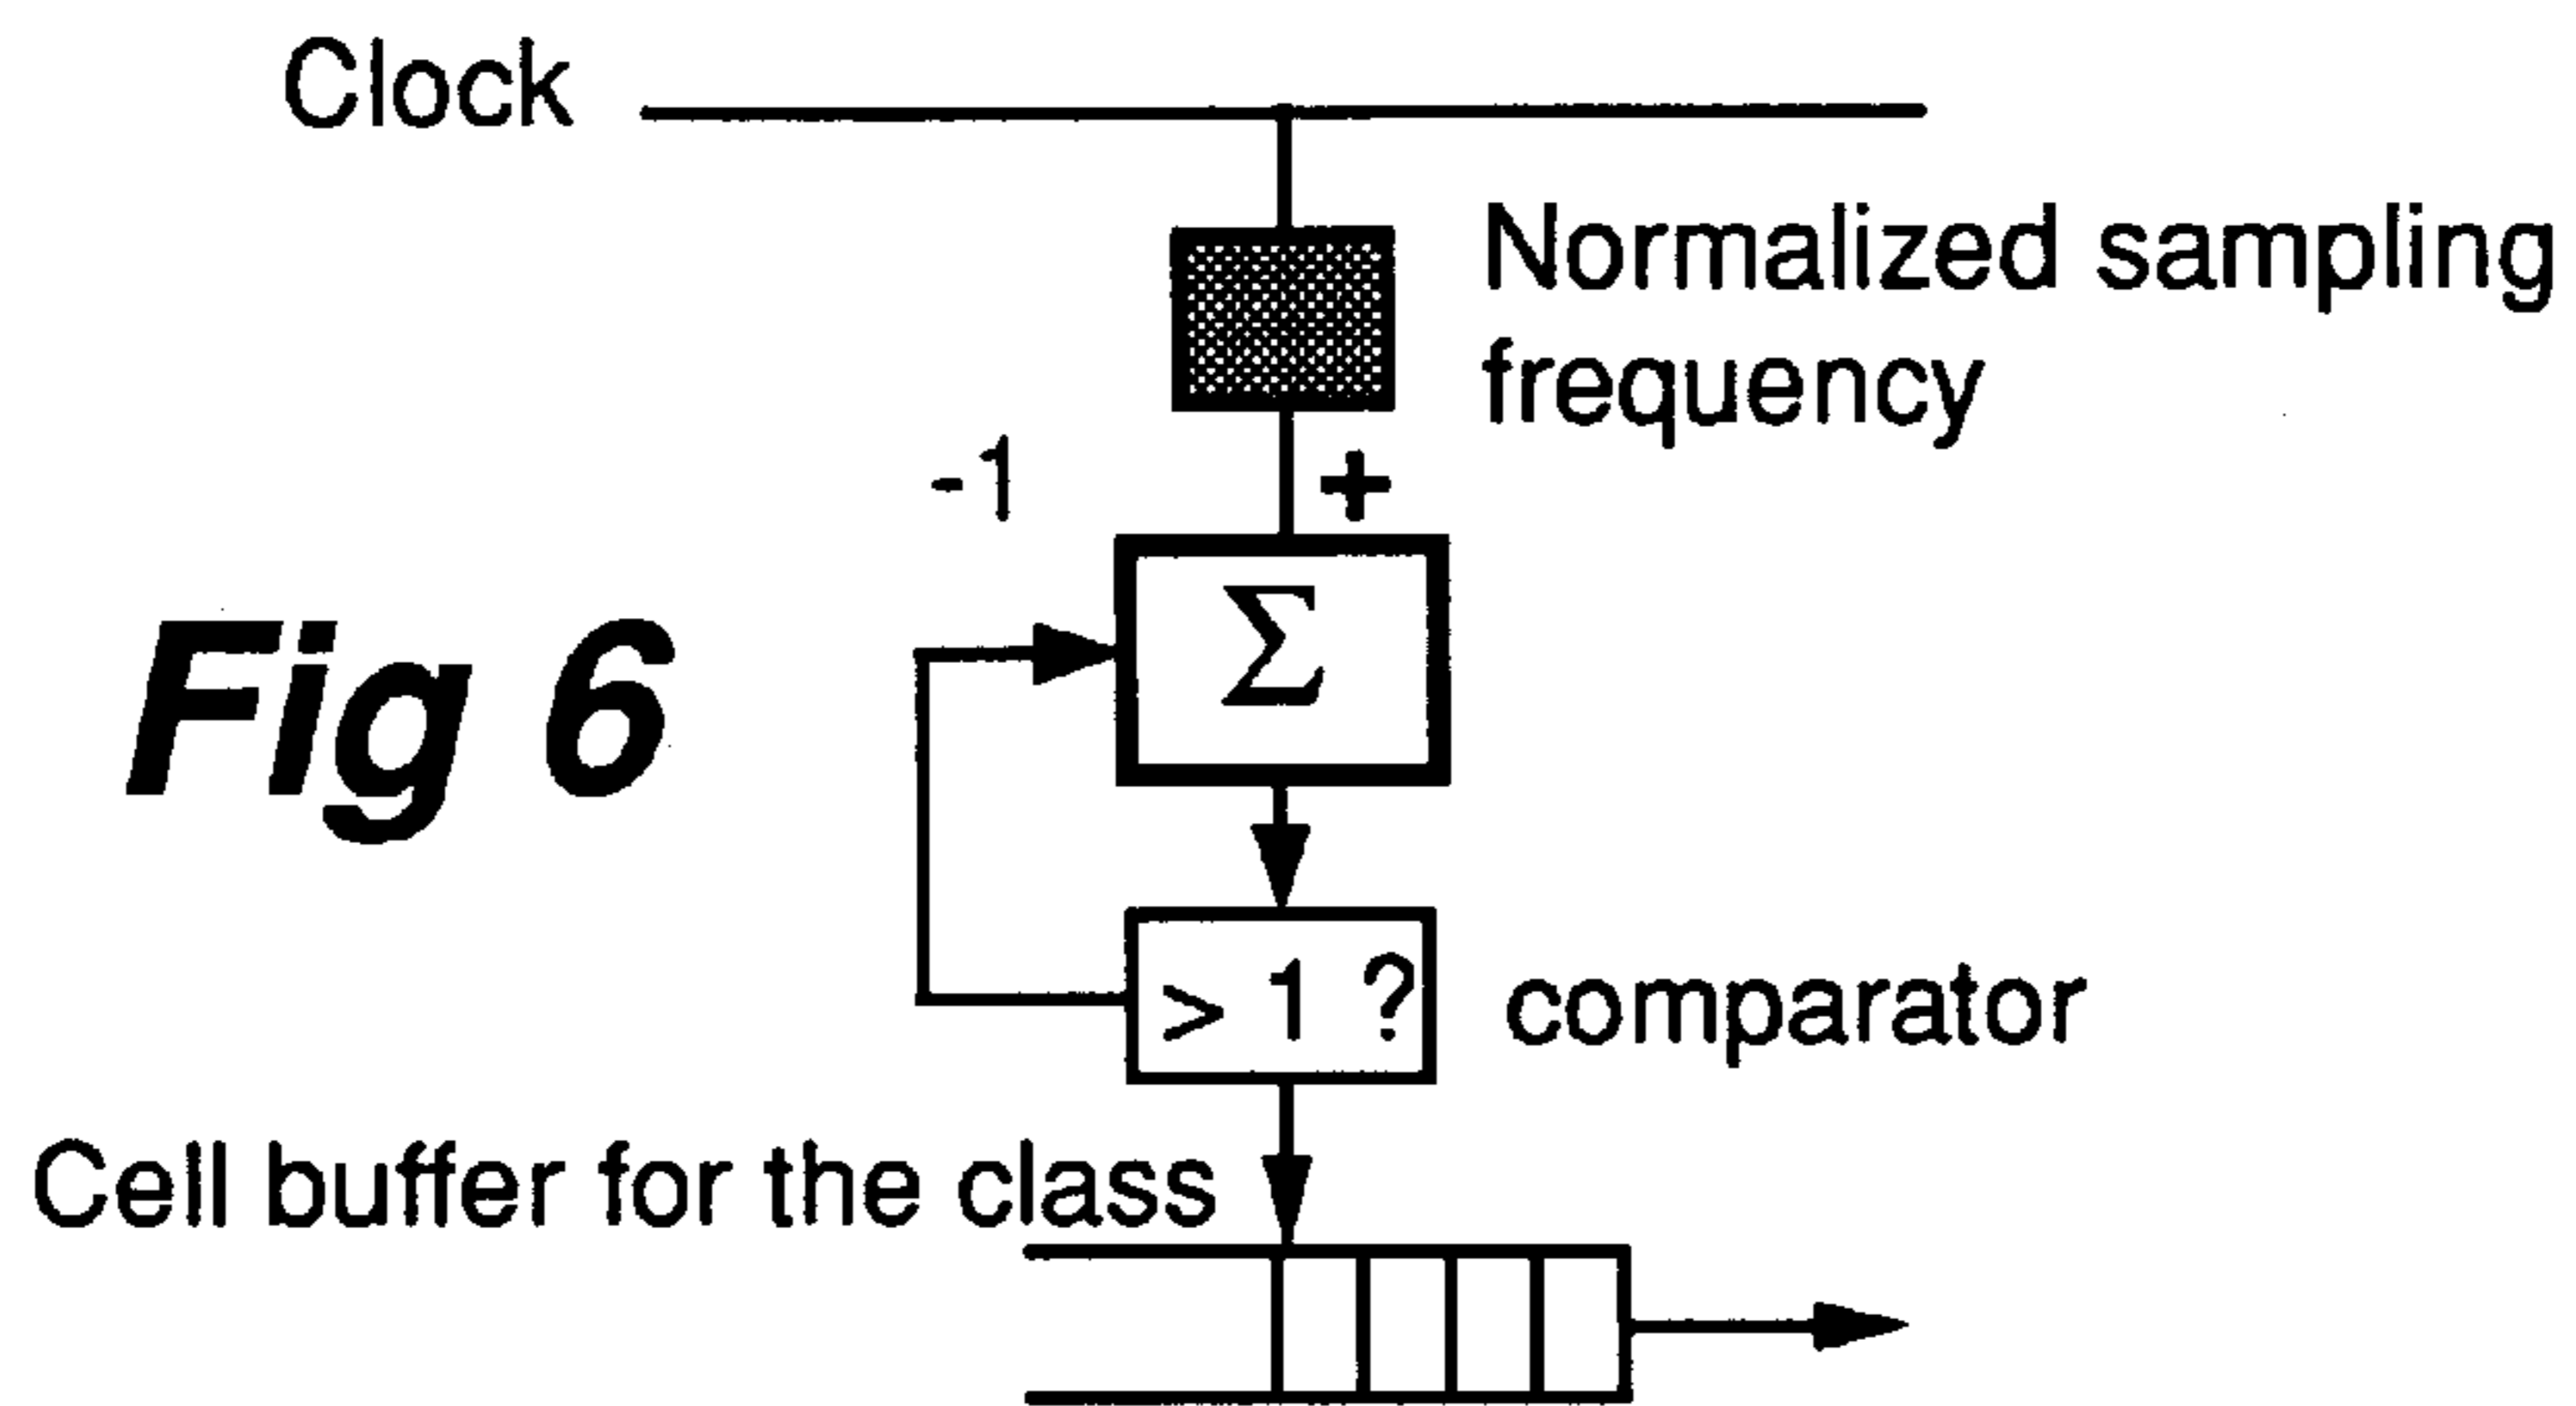 Clock
Normalized sampling
frequency
-1
+
Fig 6
Σ
> 1 ?
comparator
Cell buffer for the class